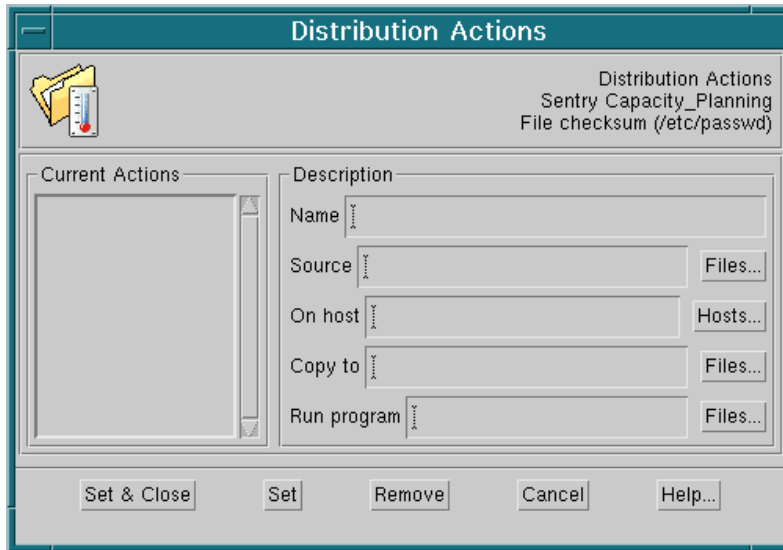 Distribution Actions
Distribution Actions
Sentry Capacity_Planning
File checksum (/etc/passwd)
Current Actions
Description
Name
Source
Files...
On host
Hosts...
Copy to
Files...
Run program
Files...
Set & Close
Set
Remove
Cancel
Help...